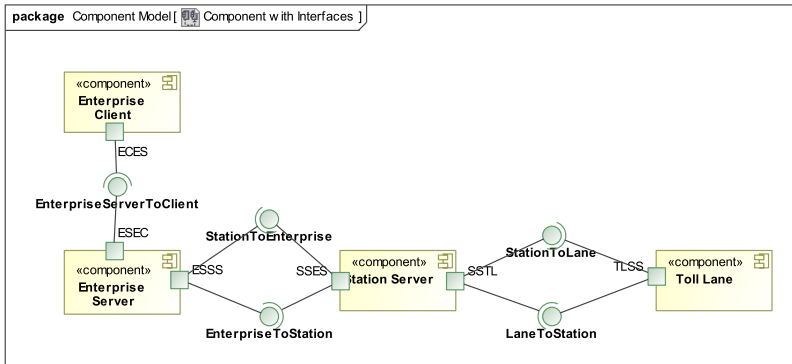 package Component Model [ Component with Interfaces ]
«component»
Enterprise
Client
ECES
EnterpriseServerToClient
ESEC
«component»
Enterprise
Server
ESSS
StationToEnterprise
EnterpriseToStation
SSES
«component»
Station Server
SSTL
StationToLane
LaneToStation
TLSS
«component»
Toll Lane